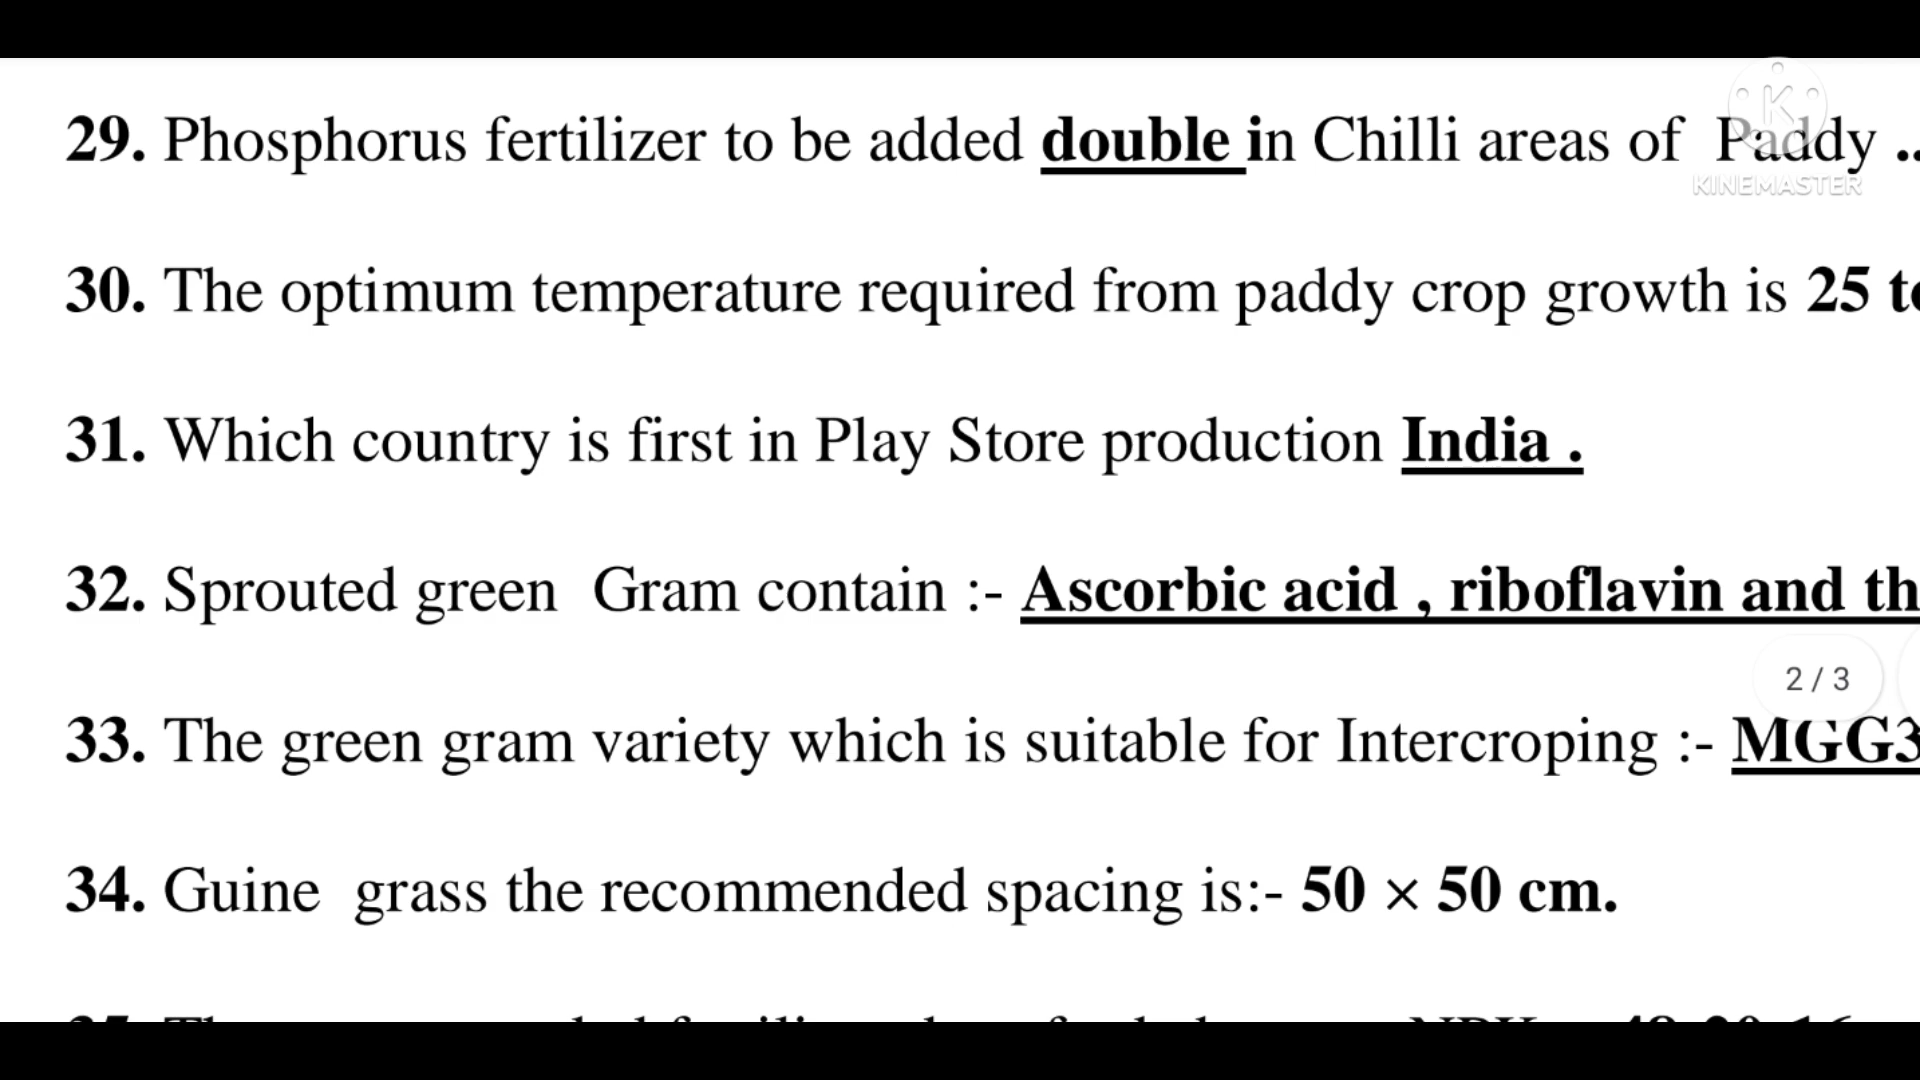 29. Phosphorus fertilizer to be added double in Chilli areas of Paddy ..
KINEMASTER
30. The optimum temperature required from paddy crop growth is 25 to
31. Which country is first in Play Store production India .
32. Sprouted green Gram contain :- Ascorbic acid , riboflavin and th
2 / 3
33. The green gram variety which is suitable for Intercroping :- MGG3
34. Guine grass the recommended spacing is:- 50 × 50 cm.